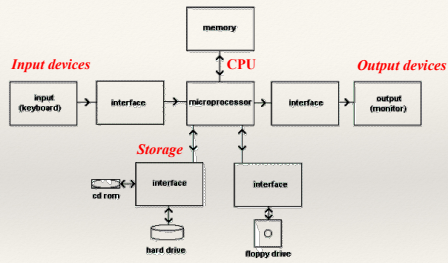 memory
Input devices
CPU
Output devices
input
(keyboard)
interface
microprocessor
interface
output
(monitor)
Storage
interface
interface
cd rom
hard drive
floppy drive